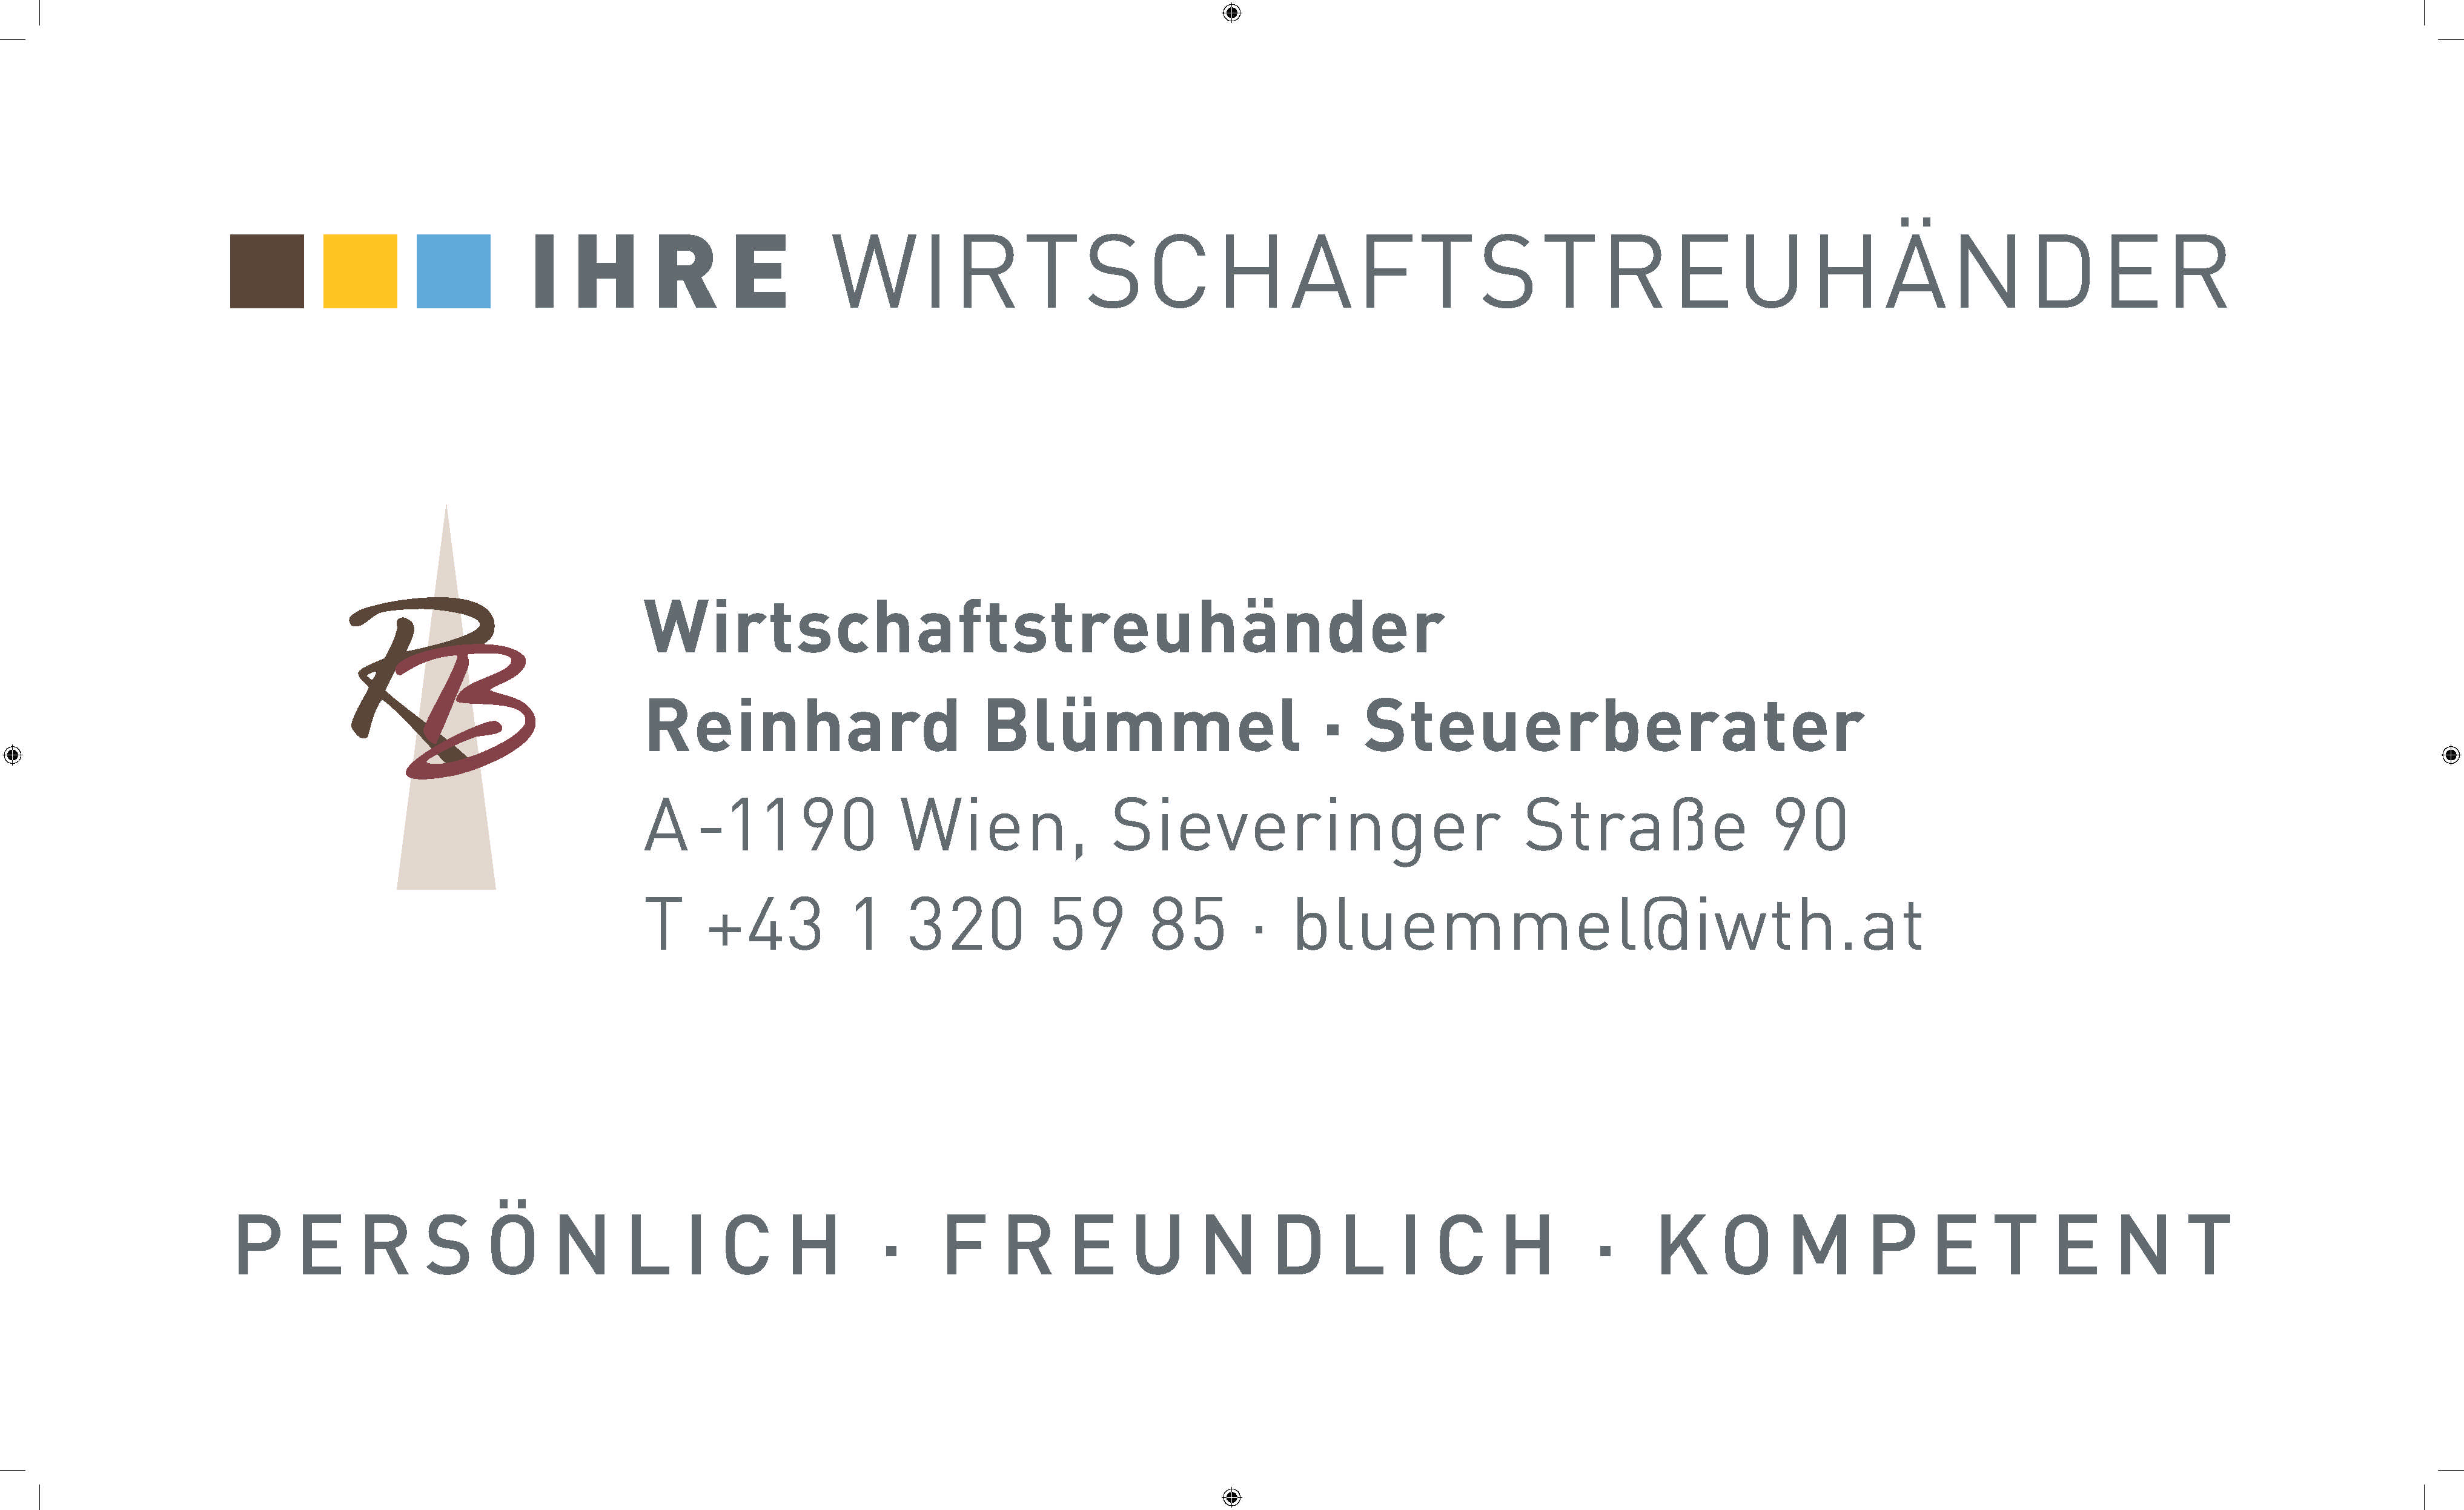 IHRE WIRTSCHAFTSTREUHÄNDER
RB
Wirtschaftstreuhänder
Reinhard Blümmel · Steuerberater
A-1190 Wien, Sieveringer Straße 90
T +43 1 320 59 85 · bluemmel@iwth.at
PERSÖNLICH · FREUNDLICH · KOMPETENT